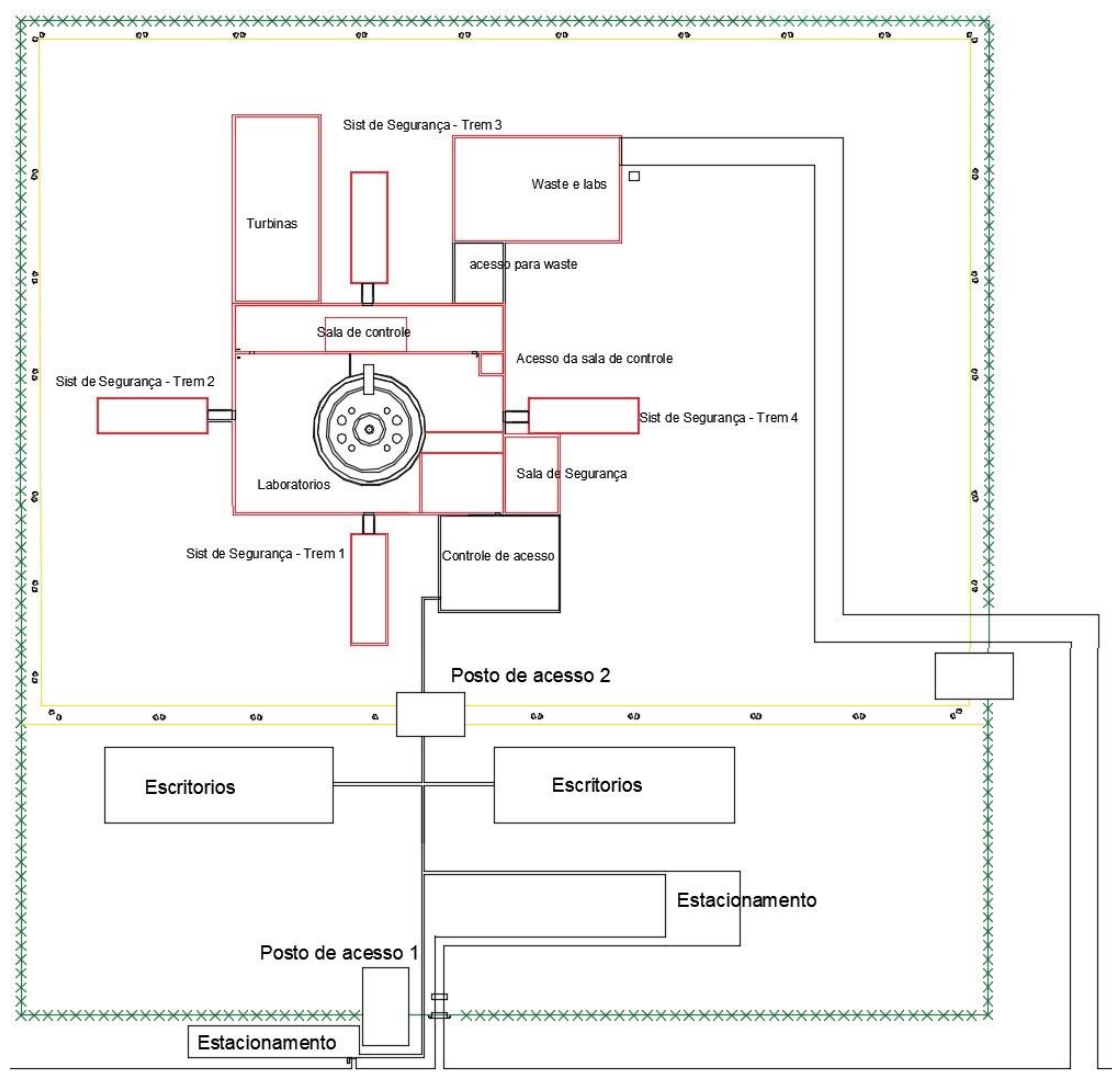 Sist de Segurança - Trem 3
Waste e labs
Turbinas
acesso para waste
Sala de controle
Acesso da sala de controle
Sist de Segurança - Trem 2
Sist de Segurança - Trem 4
Sala de Segurança
Laboratorios
Sist de Segurança - Trem 1
Controle de acesso
Posto de acesso 2
Escritorios
Escritorios
Estacionamento
Posto de acesso 1
Estacionamento